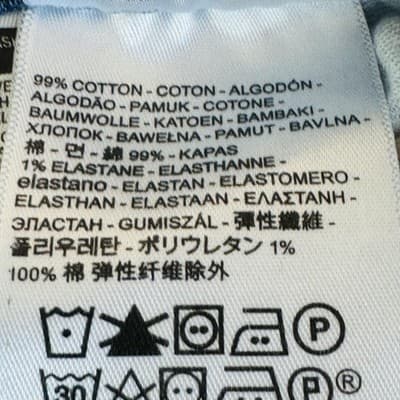 99% COTTON - COTON - ALGODÓN -
ALGODÃO - PAMUK - COTONE -
BAUMWOLLE - KATOEN - BAMBAKI -
ХЛОПОК - BAWEŁNA - PAMUT - BAVLNA -
棉 - 면 - 綿 99% - KAPAS
1% ELASTANE - ELASTHANNE -
elastano - ELASTAN - ELASTOMERO -
ELASTHAN - ELASTAAN - ΕΛΑΣΤΑΝΗ -
ЭЛАСТАН - GUMISZÁL - 彈性纖維 -
폴리우레탄 - ポリウレタン 1%
100% 棉 弹性纤维除外
P
30 P ®